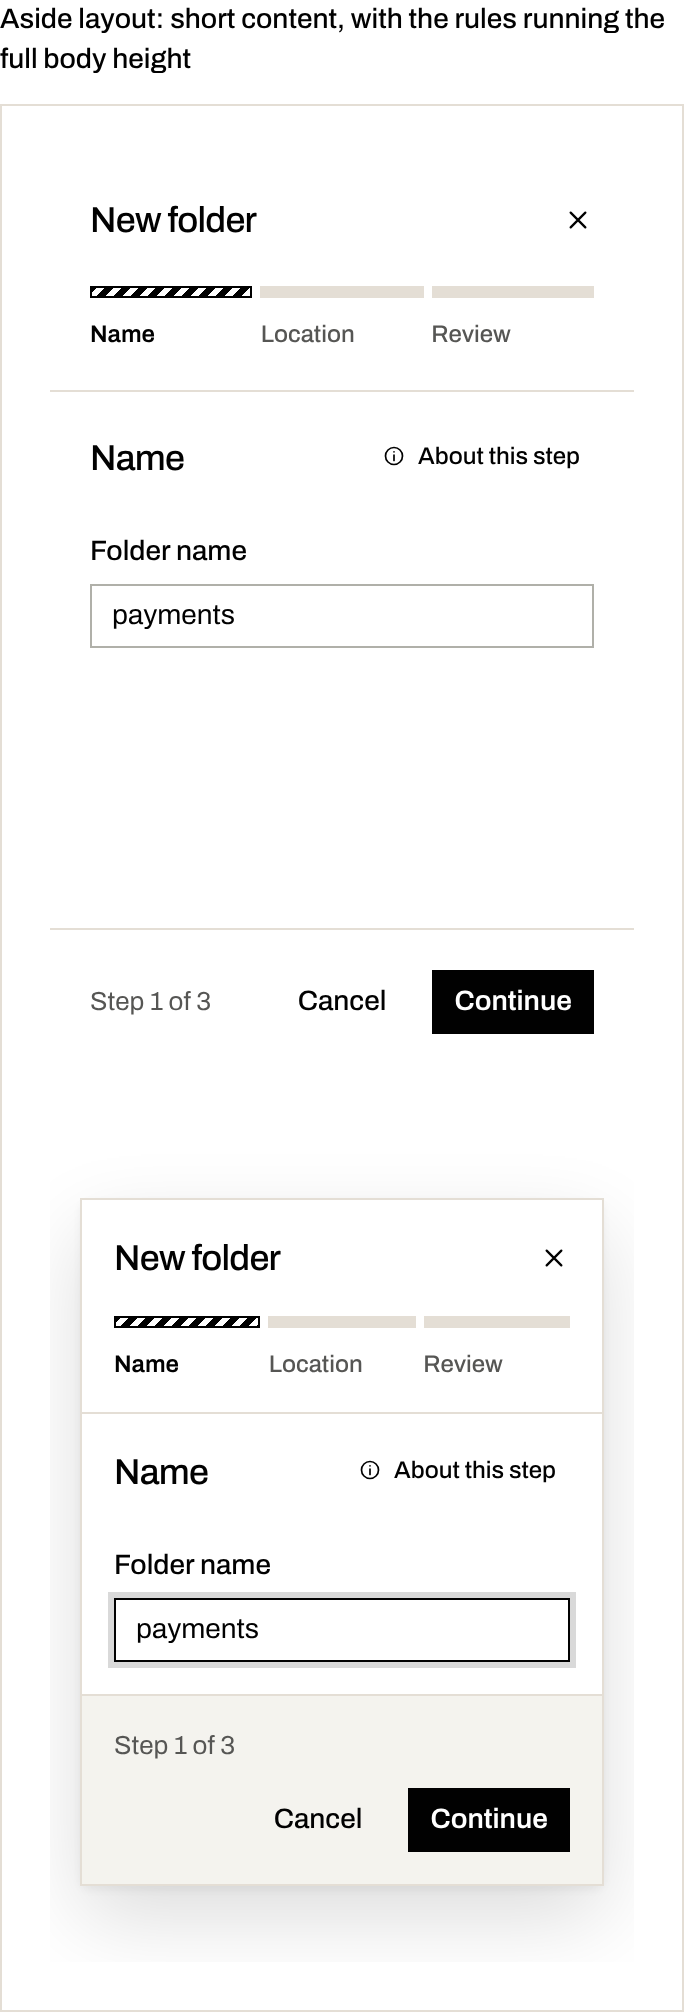 Aside layout: short content, with the rules running the
full body height
New folder
Name Location Review
Name About this step
Folder name
payments
Step 1 of 3 Cancel Continue
New folder
Name Location Review
Name About this step
Folder name
payments
Step 1 of 3
Cancel Continue